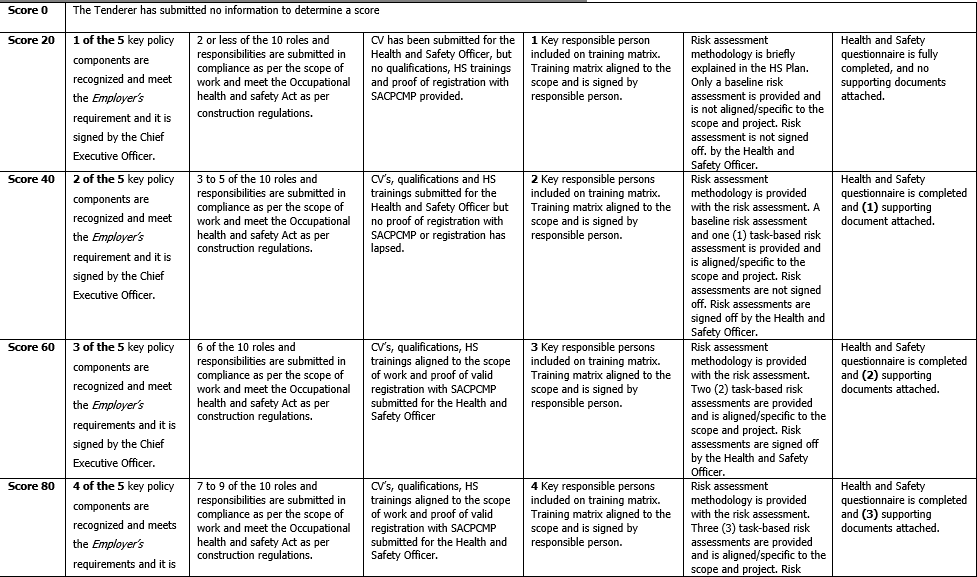 Score 0
The Tenderer has submitted no information to determine a score
Score 20
1 of the 5 key policy
components are
recognized and meet
the Employer's
requirement and it is
signed by the Chief
Executive Officer.
2 or less of the 10 roles and
responsibilities are submitted in
compliance as per the scope of
work and meet the Occupational
health and safety Act as per
construction regulations.
CV has been submitted for the
Health and Safety Officer, but
no qualifications, HS trainings
and proof of registration with
SACPCMP provided.
1 Key responsible person
included on training matrix.
Training matrix aligned to the
scope and is signed by
responsible person.
Risk assessment
methodology is briefly
explained in the HS Plan.
Only a baseline risk
assessment is provided and
is not aligned/specific to the
scope and project. Risk
assessment is not signed
off. by the Health and
Safety Officer.
Health and Safety
questionnaire is fully
completed, and no
supporting documents
attached.
Score 40
2 of the 5 key policy
components are
recognized and meet
the Employer's
requirement and it is
signed by the Chief
Executive Officer.
3 to 5 of the 10 roles and
responsibilities are submitted in
compliance as per the scope of
work and meet the Occupational
health and safety Act as per
construction regulations.
CV's, qualifications and HS
trainings submitted for the
Health and Safety Officer but
no proof of registration with
SACPCMP or registration has
lapsed.
2 Key responsible persons
included on training matrix.
Training matrix aligned to the
scope and is signed by
responsible person.
Risk assessment
methodology is provided
with the risk assessment. A
baseline risk assessment
and one (1) task-based risk
assessment is provided and
is aligned/specific to the
scope and project. Risk
assessments are not signed
off. Risk assessments are
signed off by the Health and
Safety Officer.
Health and Safety
questionnaire is completed
and (1) supporting
document attached.
Score 60
3 of the 5 key policy
components are
recognized and meet
the Employer's
requirements and it is
signed by the Chief
Executive Officer.
6 of the 10 roles and
responsibilities are submitted in
compliance as per the scope of
work and meet the Occupational
health and safety Act as per
construction regulations.
CV's, qualifications, HS
trainings aligned to the scope
of work and proof of valid
registration with SACPCMP
submitted for the Health and
Safety Officer
3 Key responsible persons
included on training matrix.
Training matrix aligned to the
scope and is signed by
responsible person.
Risk assessment
methodology is provided
with the risk assessment.
Two (2) task-based risk
assessments are provided
and is aligned/specific to the
scope and project. Risk
assessments are signed off
by the Health and Safety
Officer.
Health and Safety
questionnaire is completed
and (2) supporting
documents attached.
Score 80
4 of the 5 key policy
components are
recognized and meets
the Employer's
requirements and it is
7 to 9 of the 10 roles and
responsibilities are submitted in
compliance as per the scope of
work and meet the Occupational
health and safety Act as per
construction regulations.
CV's, qualifications, HS
trainings aligned to the scope
of work and proof of valid
registration with SACPCMP
submitted for the Health and
Safety Officer.
4 Key responsible persons
included on training matrix.
Training matrix aligned to the
scope and is signed by
responsible person.
Risk assessment
methodology is provided
with the risk assessment.
Three (3) task-based risk
assessments are provided
and is aligned/specific to the
scope and project. Risk
Health and Safety
questionnaire is completed
and (3) supporting
documents attached.